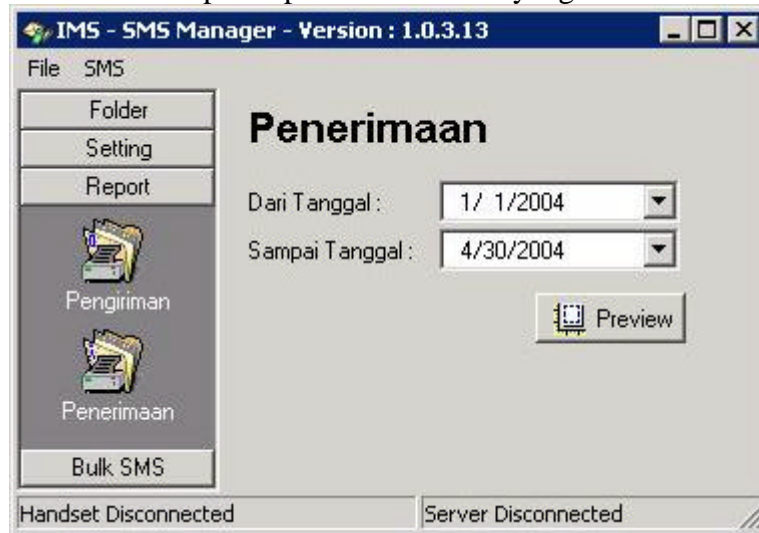 IMS - SMS Manager - Version : 1.0.3.13
File SMS
Folder
Setting
Report
Pengiriman
Penerimaan
Bulk SMS
Penerimaan
Dari Tanggal : 1/ 1/2004
Sampai Tanggal : 4/30/2004
Preview
Handset Disconnected Server Disconnected